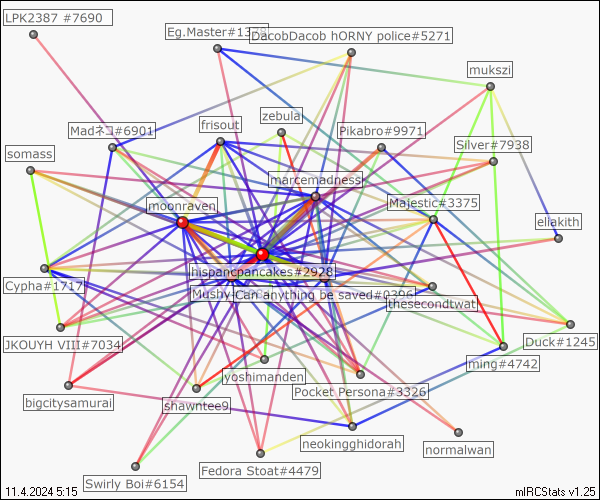 LPK2387 #7690
Eg.Master#13
DacobDacob hORNY police#5271
mukszi
zebula
frisout
Madネコ#6901
Pikabro#9971
Silver#7938
somass
marcemadness
moonraven
Majestic#3375
eliakith
hispancpancakes#2928
Cypha#1717
Mushy
Can anything be saved#0396
thesecondtwat
JKOUYH VIII#7034
Duck#1245
ming#4742
yoshimanden
Pocket Persona#3326
bigcitysamurai
shawntee9
neokingghidorah
normalwan
Fedora Stoat#4479
Swirly Boi#6154
11.4.2024 5:15
mIRCStats v1.25